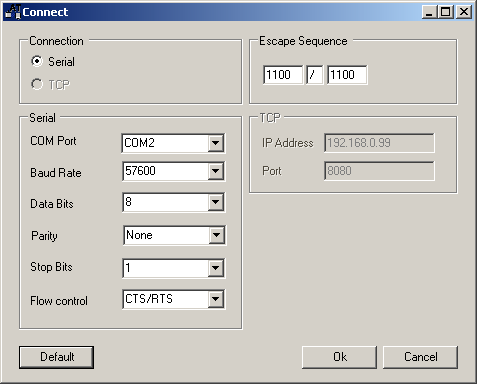 Connect
Connection
Serial
TCP
Escape Sequence
1100 / 1100
Serial
COM Port COM2
Baud Rate 57600
Data Bits 8
Parity None
Stop Bits 1
Flow control CTS/RTS
TCP
IP Address 192.168.0.99
Port 8080
Default Ok Cancel